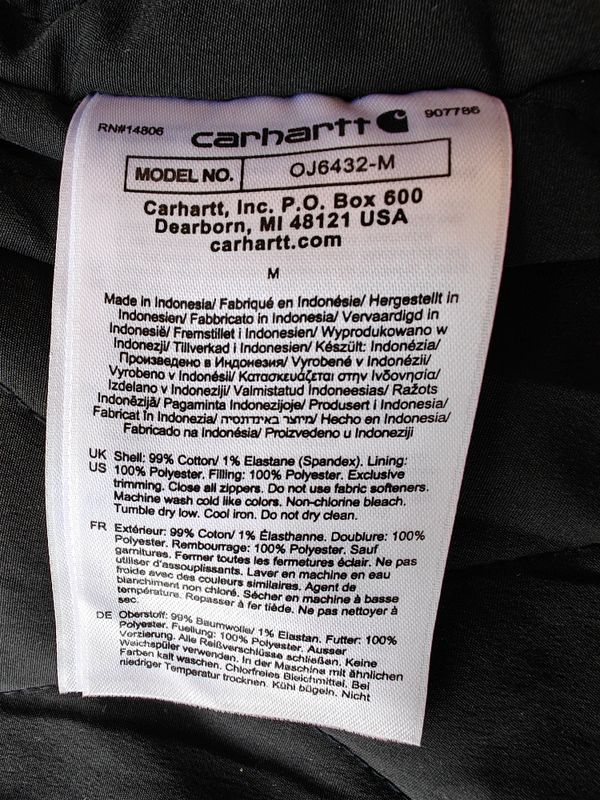 RN#14806
carhartt
907786
MODEL NO. OJ6432-M
Carhartt, Inc. P.O. Box 600
Dearborn, MI 48121 USA
carhartt.com
M
Made in Indonesia/ Fabriqué en Indonésie/ Hergestellt in
Indonesien/ Fabbricato in Indonesia/ Vervaardigd in
Indonesië/ Fremstillet i Indonesien/ Wyprodukowano w
Indonezji/ Tillverkad i Indonesien/ Készült: Indonézia/
Произведено в Индонезия/ Vyrobené v Indonézii/
Vyrobeno v Indonésii/ Κατασκευάζεται στην Ινδονησία/
Izdelano v Indoneziji/ Valmistatud Indoneesias/ Ražots
Indonēzijā/ Pagaminta Indonezijoje/ Produsert i Indonesia/
Fabricat în Indonezia/ מיוצר באינדונזיה/ Hecho en Indonesia/
Fabricado na Indonésia/ Proizvedeno u Indoneziji
UK Shell: 99% Cotton/ 1% Elastane (Spandex). Lining:
US 100% Polyester. Filling: 100% Polyester. Exclusive
trimming. Close all zippers. Do not use fabric softeners.
Machine wash cold like colors. Non-chlorine bleach.
Tumble dry low. Cool iron. Do not dry clean.
FR Extérieur: 99% Coton/ 1% Élasthanne. Doublure: 100%
Polyester. Rembourrage: 100% Polyester. Sauf
garnitures. Fermer toutes les fermetures éclair. Ne pas
utiliser d'assouplissants. Laver en machine en eau
froide avec des couleurs similaires. Agent de
blanchiment non chloré. Sécher en machine à basse
température. Repasser à fer tiède. Ne pas nettoyer à
sec.
DE Oberstoff: 99% Baumwolle/ 1% Elastan. Futter: 100%
Polyester. Fuellung: 100% Polyester. Ausser
Verzierung. Alle Reißverschlüsse schließen. Keine
Weichspüler verwenden. In der Maschine mit ähnlichen
Farben kalt waschen. Chlorfreies Bleichmittel. Bei
niedriger Temperatur trocknen. Kühl bügeln. Nicht